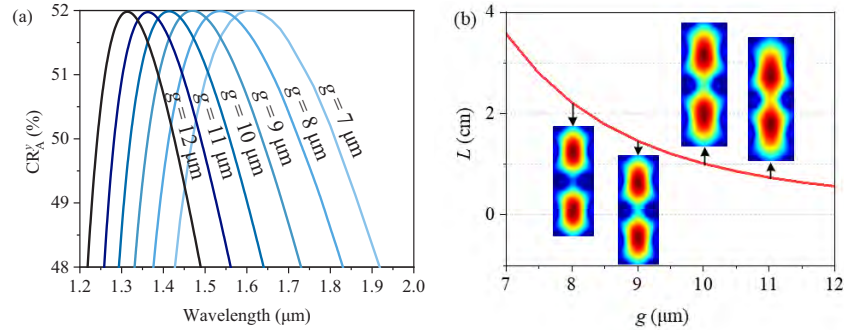 (a)
52
51
50
49
48
CR_A^y (%)
g = 12 μm
g = 11 μm
g = 10 μm
g = 9 μm
g = 8 μm
g = 7 μm
1.2 1.3 1.4 1.5 1.6 1.7 1.8 1.9 2.0
Wavelength (μm)
(b)
4
2
0
L (cm)
7 8 9 10 11 12
g (μm)